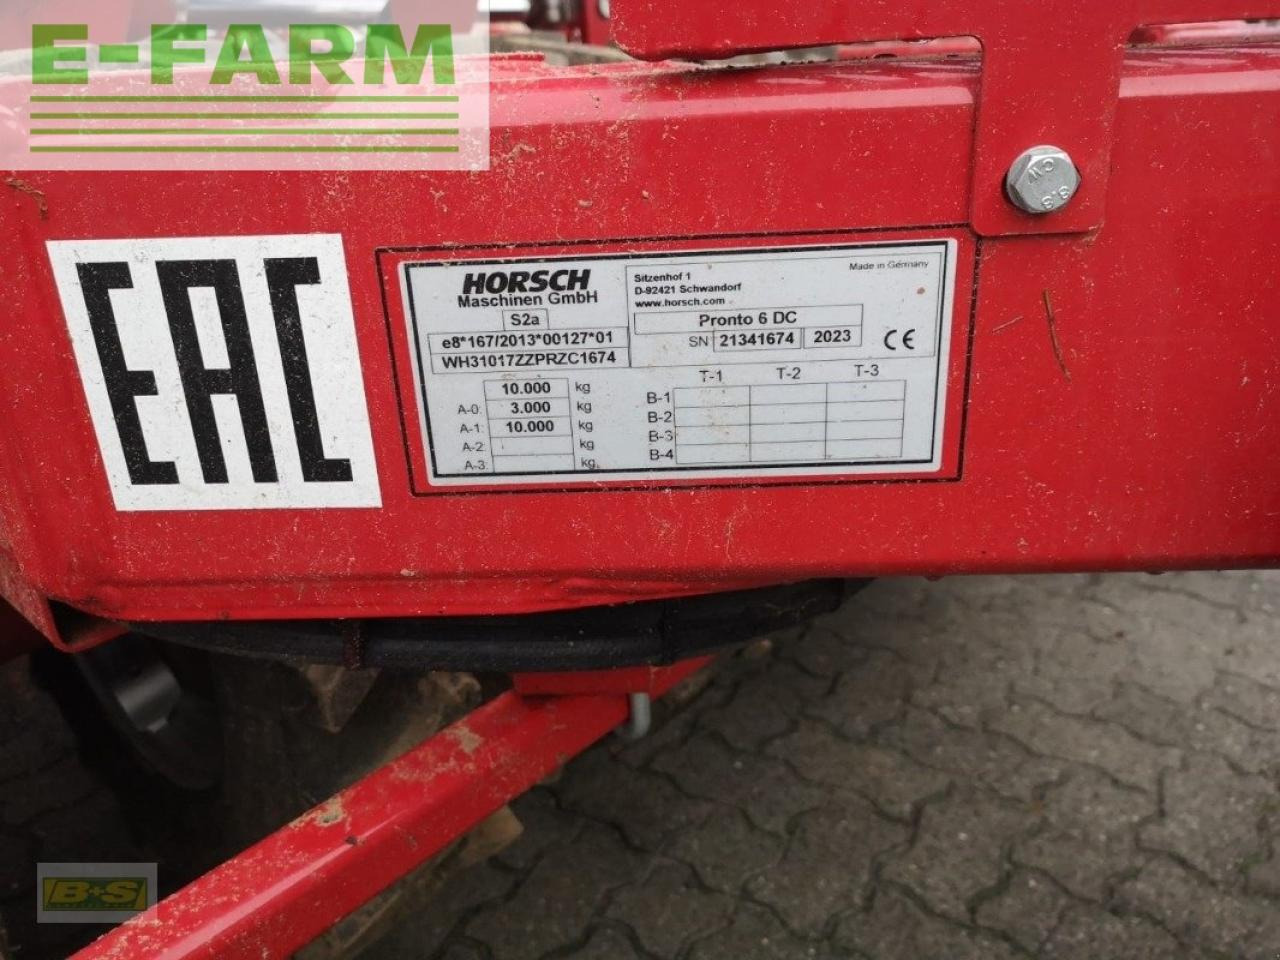 E-FARM
EAC
HORSCH
Maschinen GmbH
S2a
e8*167/2013*00127*01
WH31017ZZPRZC1674
Sitzenhof 1
D-92421 Schwandorf
www.horsch.com
Made in Germany
Pronto 6 DC
SN 21341674 2023 CE
10.000 kg
A-0: 3.000 kg
A-1: 10.000 kg
A-2: kg
A-3: kg
T-1 T-2 T-3
B-1
B-2
B-3
B-4
8.8
CW
B+S